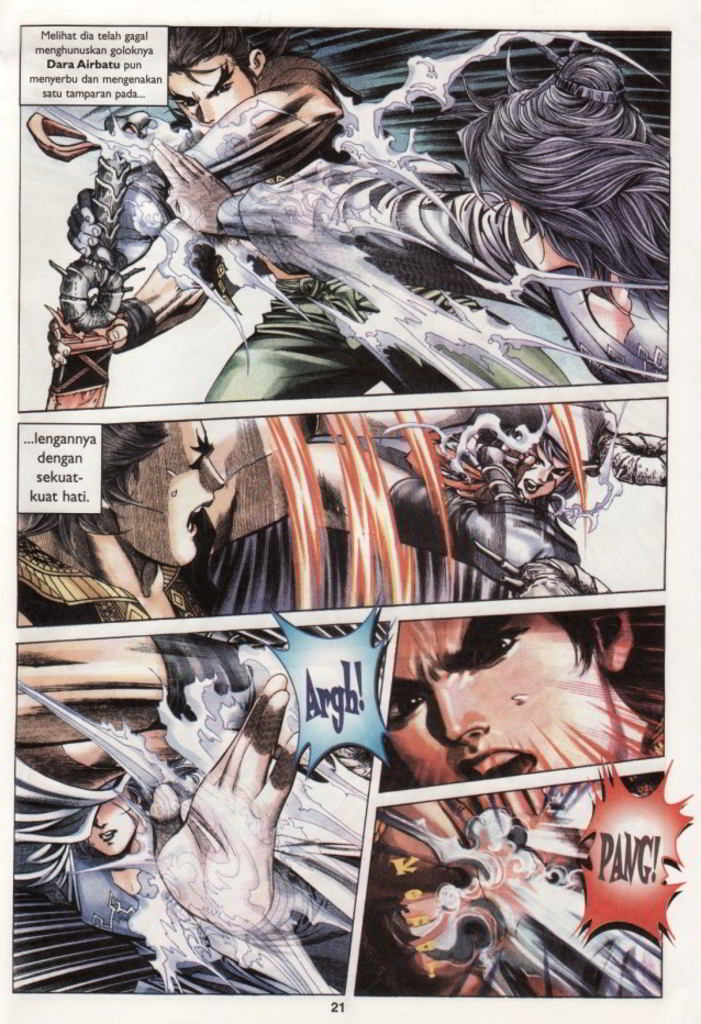 Melihat dia telah gagal
menghunuskan goloknya
Dara Airbatu pun
menyerbu dan mengenakan
satu tamparan pada...
...lengannya
dengan
sekuat-
kuat hati.
Argh!
PANG!
21